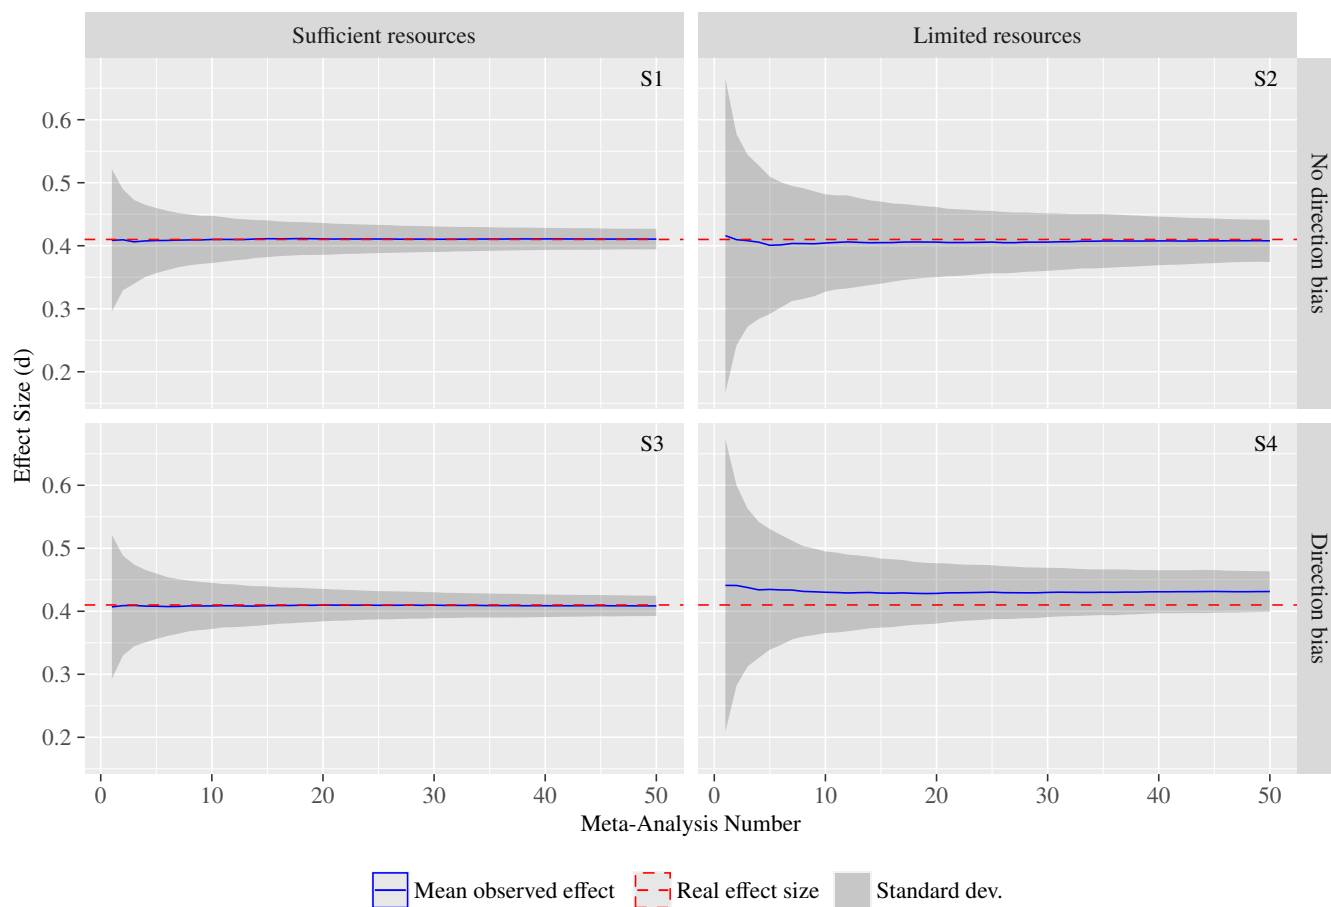 Sufficient resources
Limited resources
S1
S2
No direction bias
0.6
0.5
0.4
0.3
0.2
Effect Size (d)
S3
S4
Direction bias
0.6
0.5
0.4
0.3
0.2
0 10 20 30 40 50
0 10 20 30 40 50
Meta-Analysis Number
Mean observed effect Real effect size Standard dev.